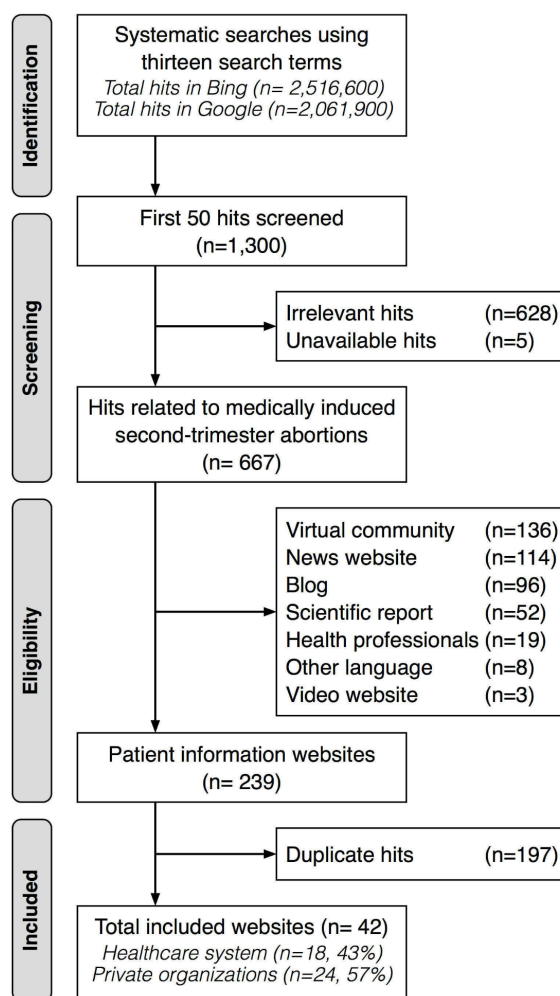 Identification
Systematic searches using
thirteen search terms
Total hits in Bing (n= 2,516,600)
Total hits in Google (n=2,061,900)
Screening
First 50 hits screened
(n=1,300)
Irrelevant hits (n=628)
Unavailable hits (n=5)
Hits related to medically induced
second-trimester abortions
(n= 667)
Eligibility
Virtual community (n=136)
News website (n=114)
Blog (n=96)
Scientific report (n=52)
Health professionals (n=19)
Other language (n=8)
Video website (n=3)
Patient information websites
(n= 239)
Included
Duplicate hits (n=197)
Total included websites (n= 42)
Healthcare system (n=18, 43%)
Private organizations (n=24, 57%)